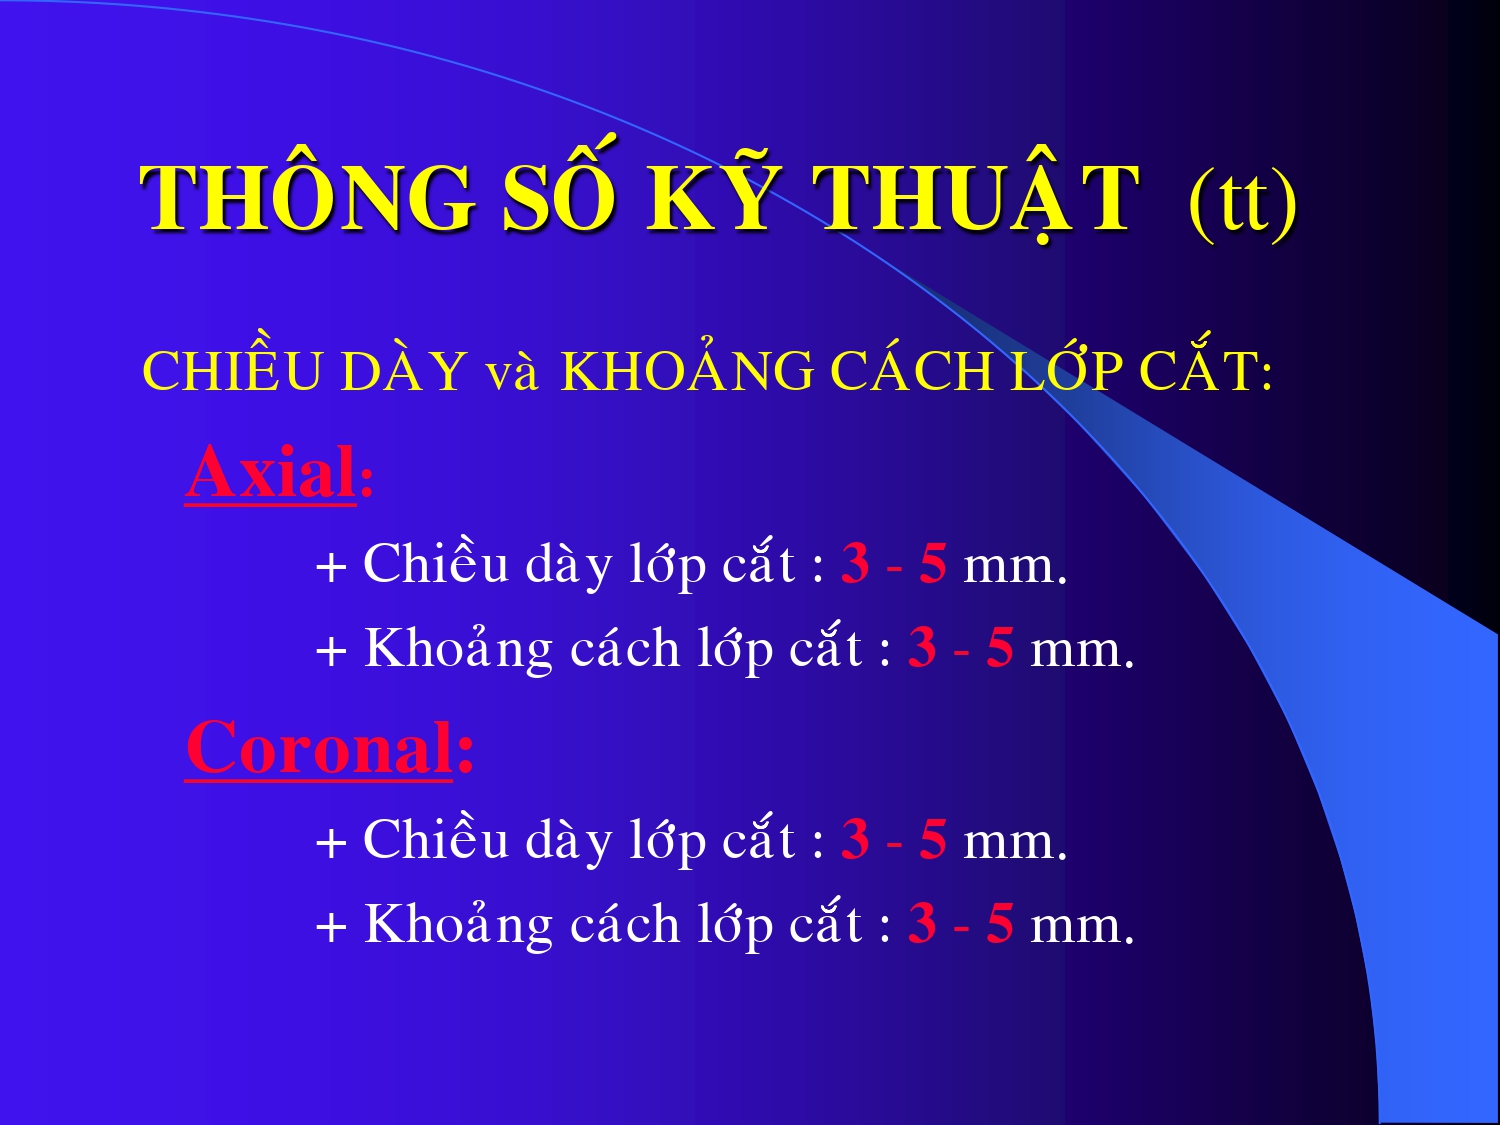 THÔNG SỐ KỸ THUẬT (tt)
CHIỀU DÀY và KHOẢNG CÁCH LỚP CẮT:
Axial:
+ Chiều dày lớp cắt : 3 - 5 mm.
+ Khoảng cách lớp cắt : 3 - 5 mm.
Coronal:
+ Chiều dày lớp cắt : 3 - 5 mm.
+ Khoảng cách lớp cắt : 3 - 5 mm.